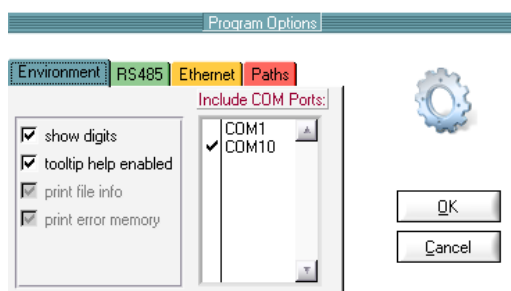 Program Options
Environment RS485 Ethernet Paths
Include COM Ports:
COM1
COM10
show digits
tooltip help enabled
print file info
print error memory
OK
Cancel